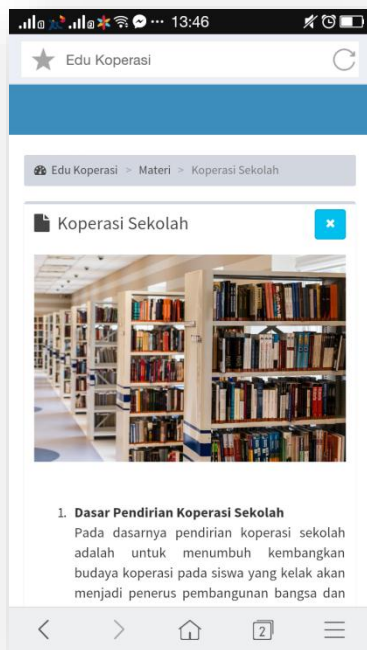 13:46
Edu Koperasi
Edu Koperasi > Materi > Koperasi Sekolah
Koperasi Sekolah
1. Dasar Pendirian Koperasi Sekolah
Pada dasarnya pendirian koperasi sekolah
adalah untuk menumbuh kembangkan
budaya koperasi pada siswa yang kelak akan
menjadi penerus pembangunan bangsa dan
2